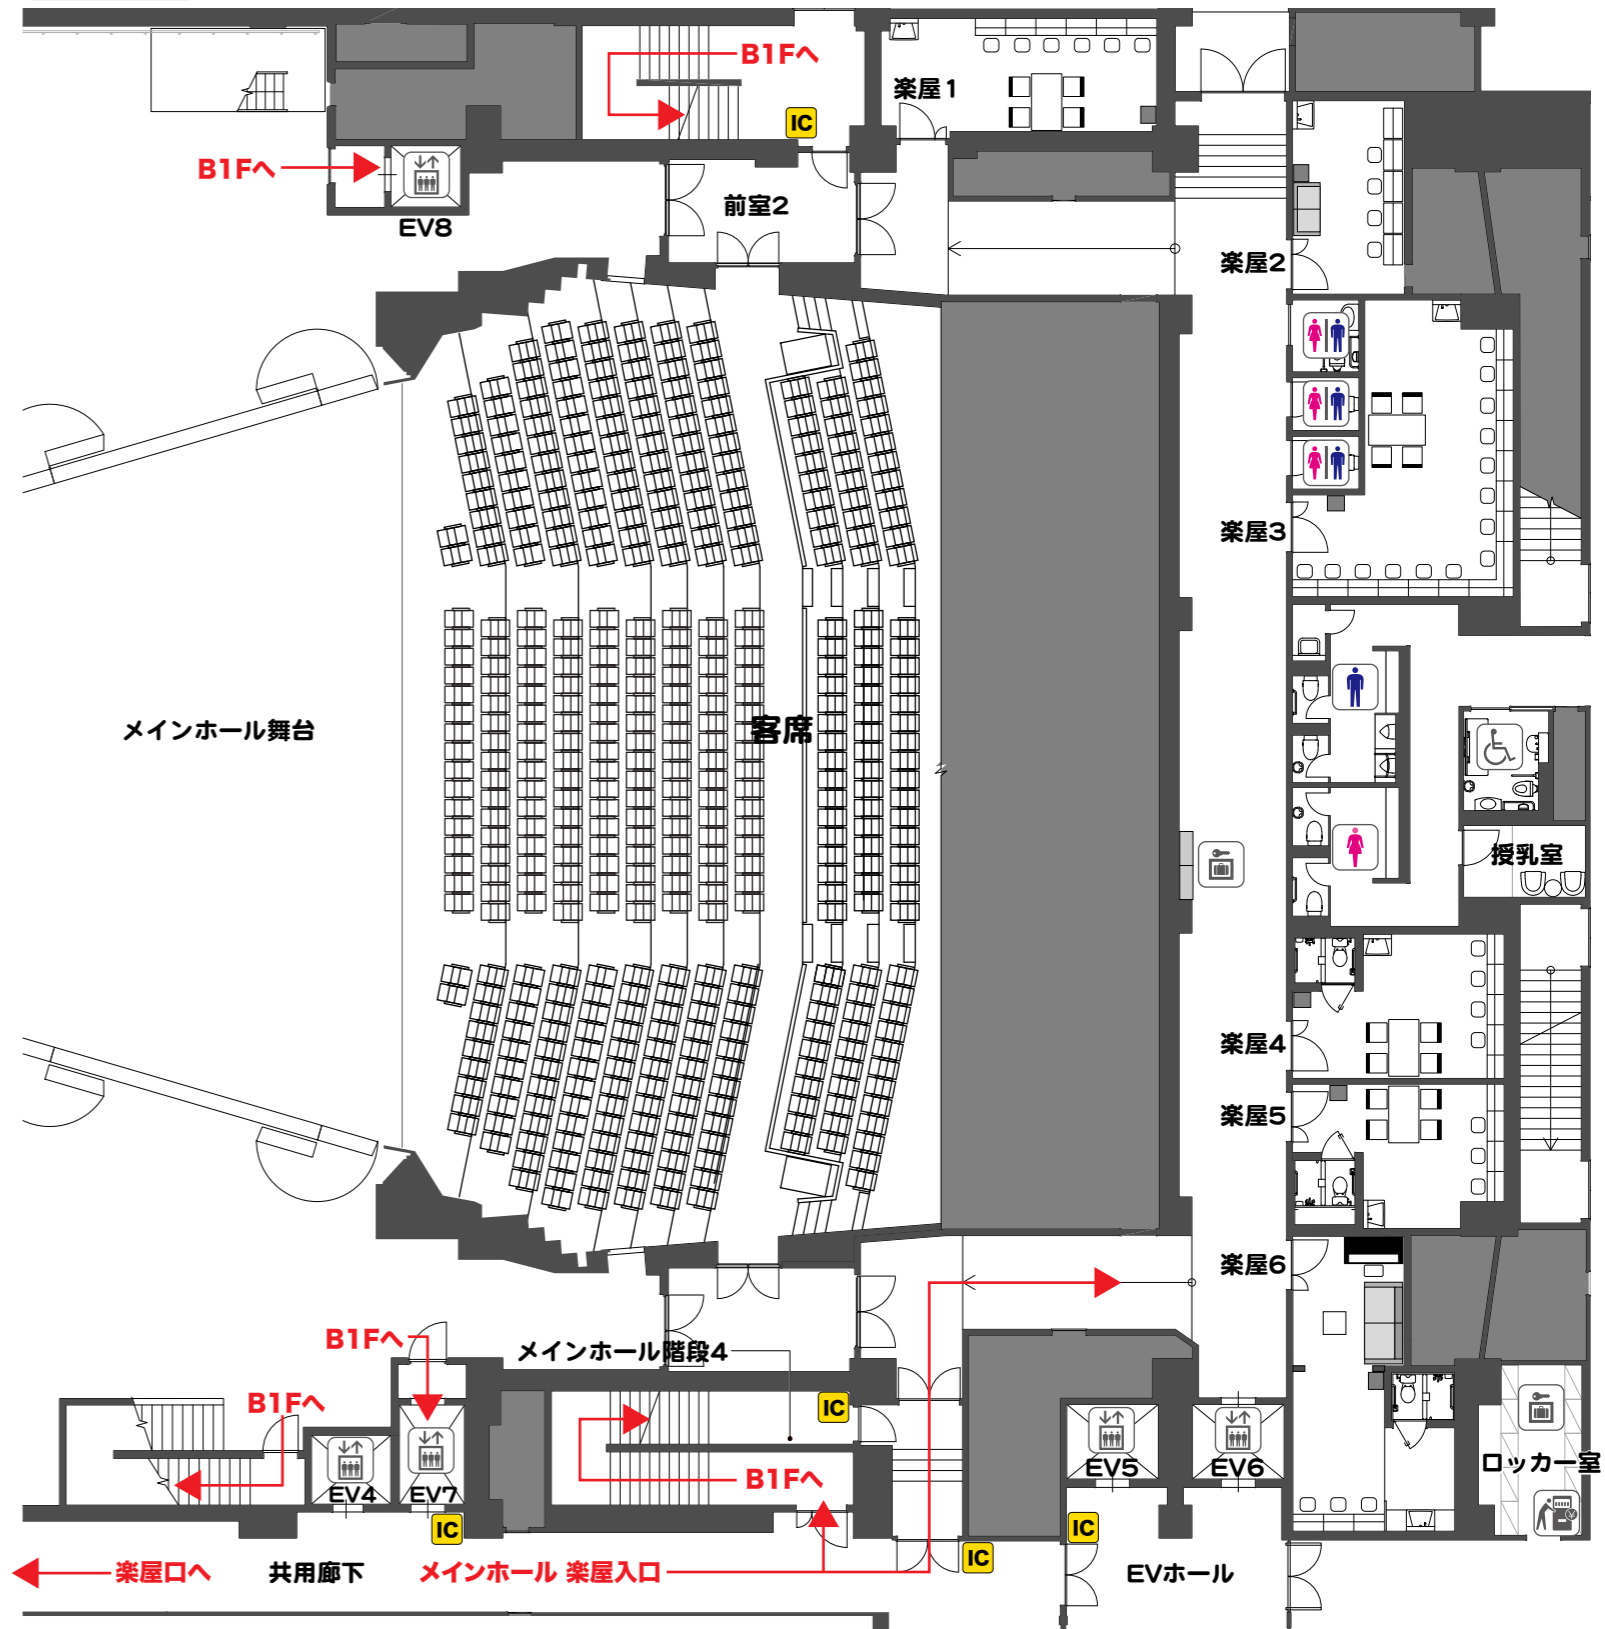 B1Fへ
楽屋1
IC
B1Fへ
EV8
前室2
楽屋2
楽屋3
メインホール舞台
客席
授乳室
楽屋4
楽屋5
楽屋6
B1Fへ
メインホール階段4
B1Fへ
IC
B1Fへ
EV4
EV7
EV5
EV6
ロッカー室
IC
IC
IC
楽屋口へ
共用廊下
メインホール 楽屋入口
EVホール